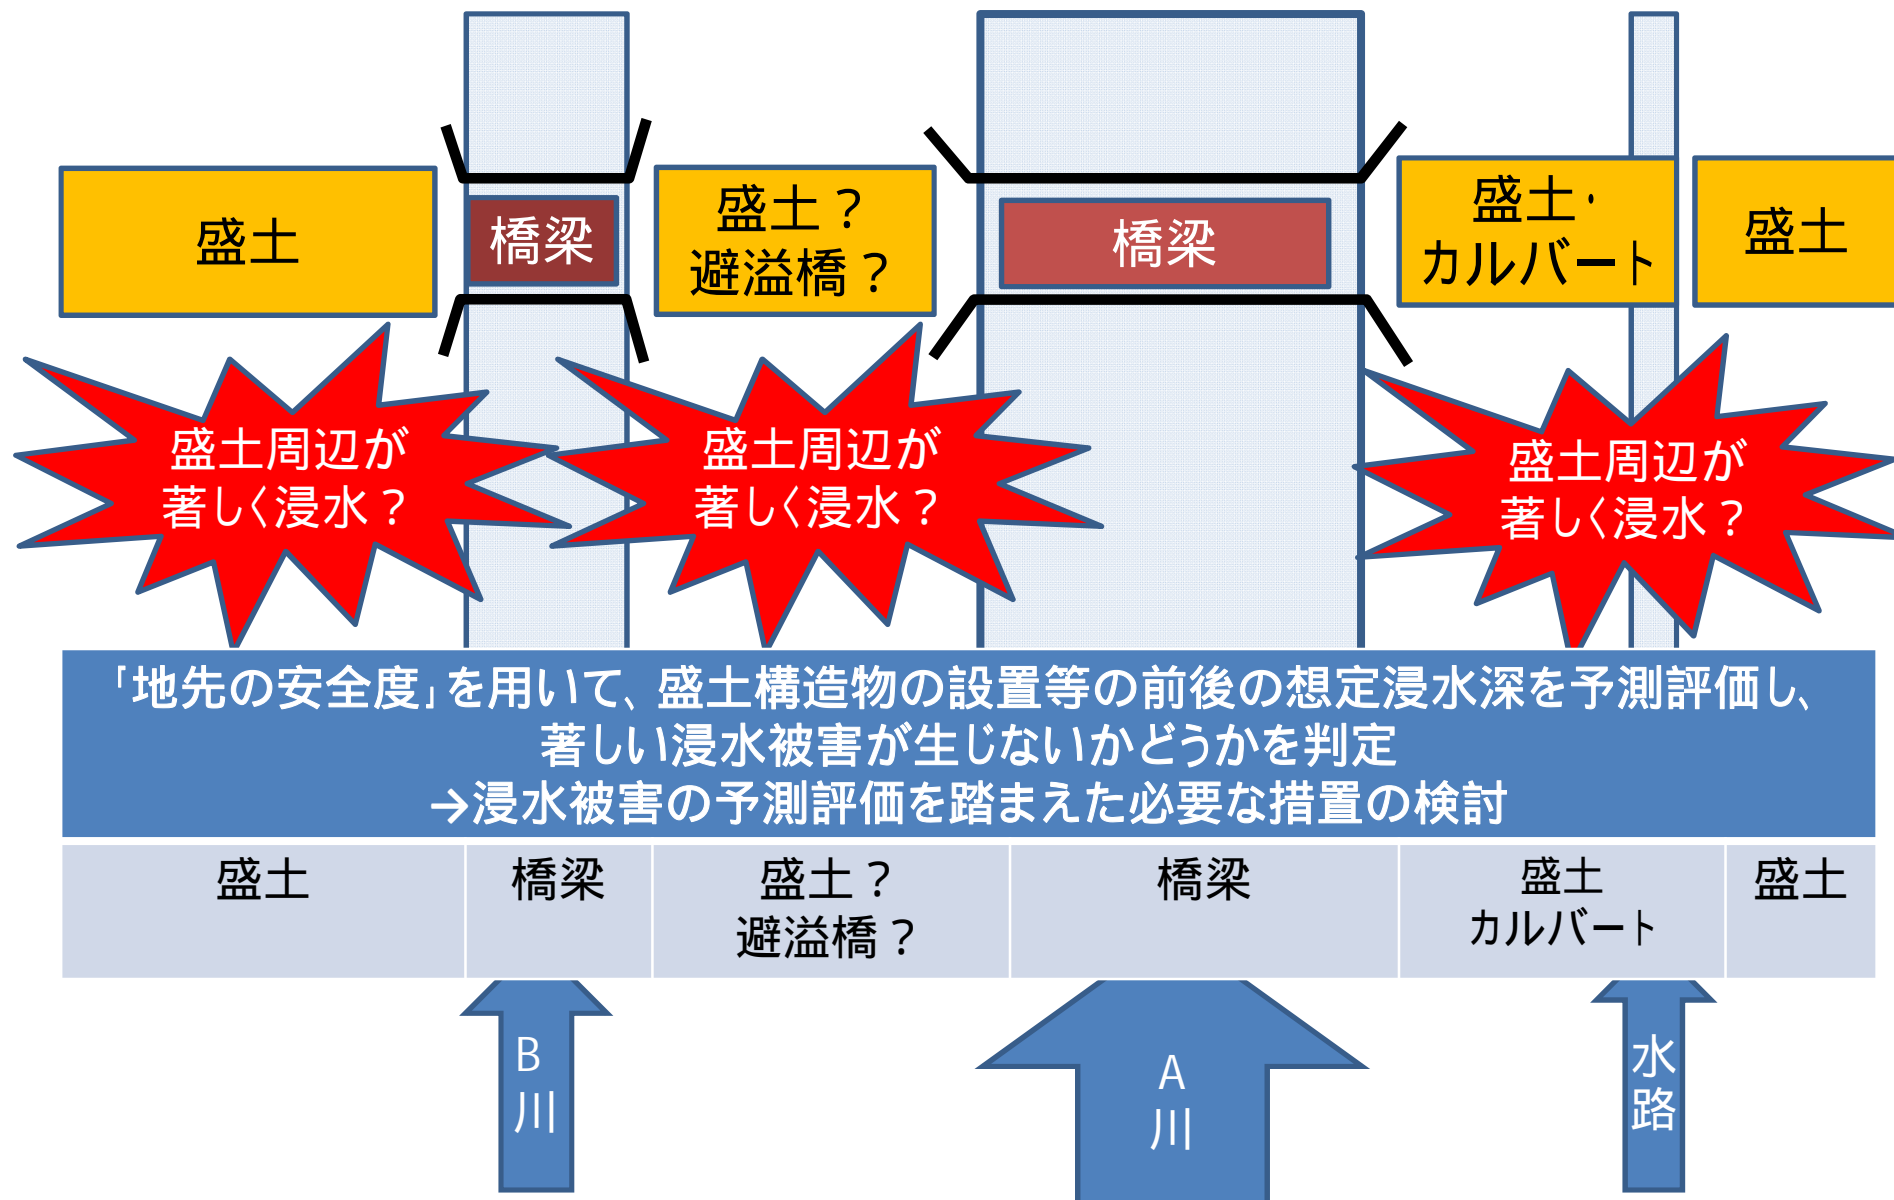 盛土
橋梁
盛土？
避溢橋？
橋梁
盛土・
カルバート
盛土
盛土周辺が
著しく浸水？
盛土周辺が
著しく浸水？
盛土周辺が
著しく浸水？
「地先の安全度」を用いて、盛土構造物の設置等の前後の想定浸水深を予測評価し、
著しい浸水被害が生じないかどうかを判定
→浸水被害の予測評価を踏まえた必要な措置の検討
盛土
橋梁
盛土？
避溢橋？
橋梁
盛土
カルバート
盛土
B
川
A
川
水
路